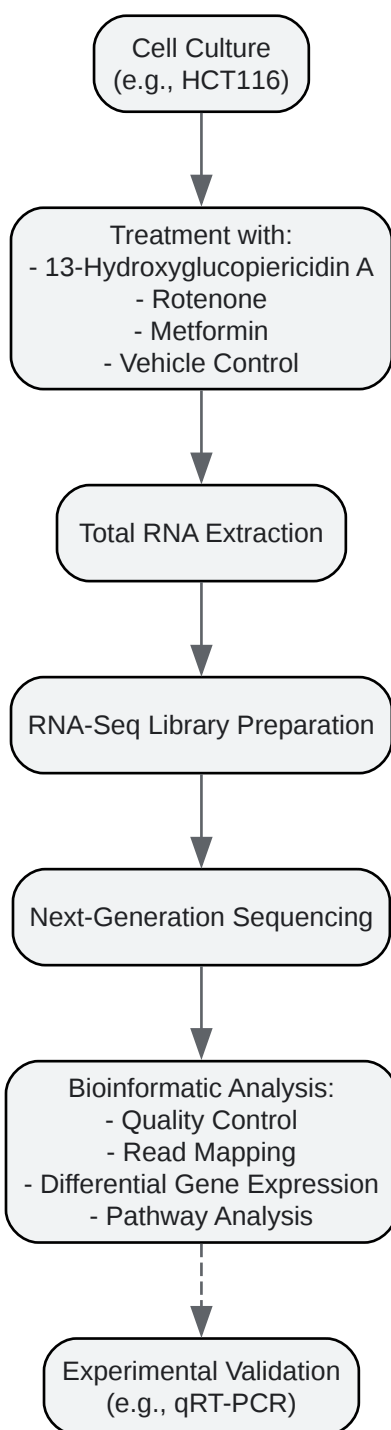 Cell Culture
(e.g., HCT116)
Treatment with:
- 13-Hydroxyglucopiericidin A
- Rotenone
- Metformin
- Vehicle Control
Total RNA Extraction
RNA-Seq Library Preparation
Next-Generation Sequencing
Bioinformatic Analysis:
- Quality Control
- Read Mapping
- Differential Gene Expression
- Pathway Analysis
Experimental Validation
(e.g., qRT-PCR)